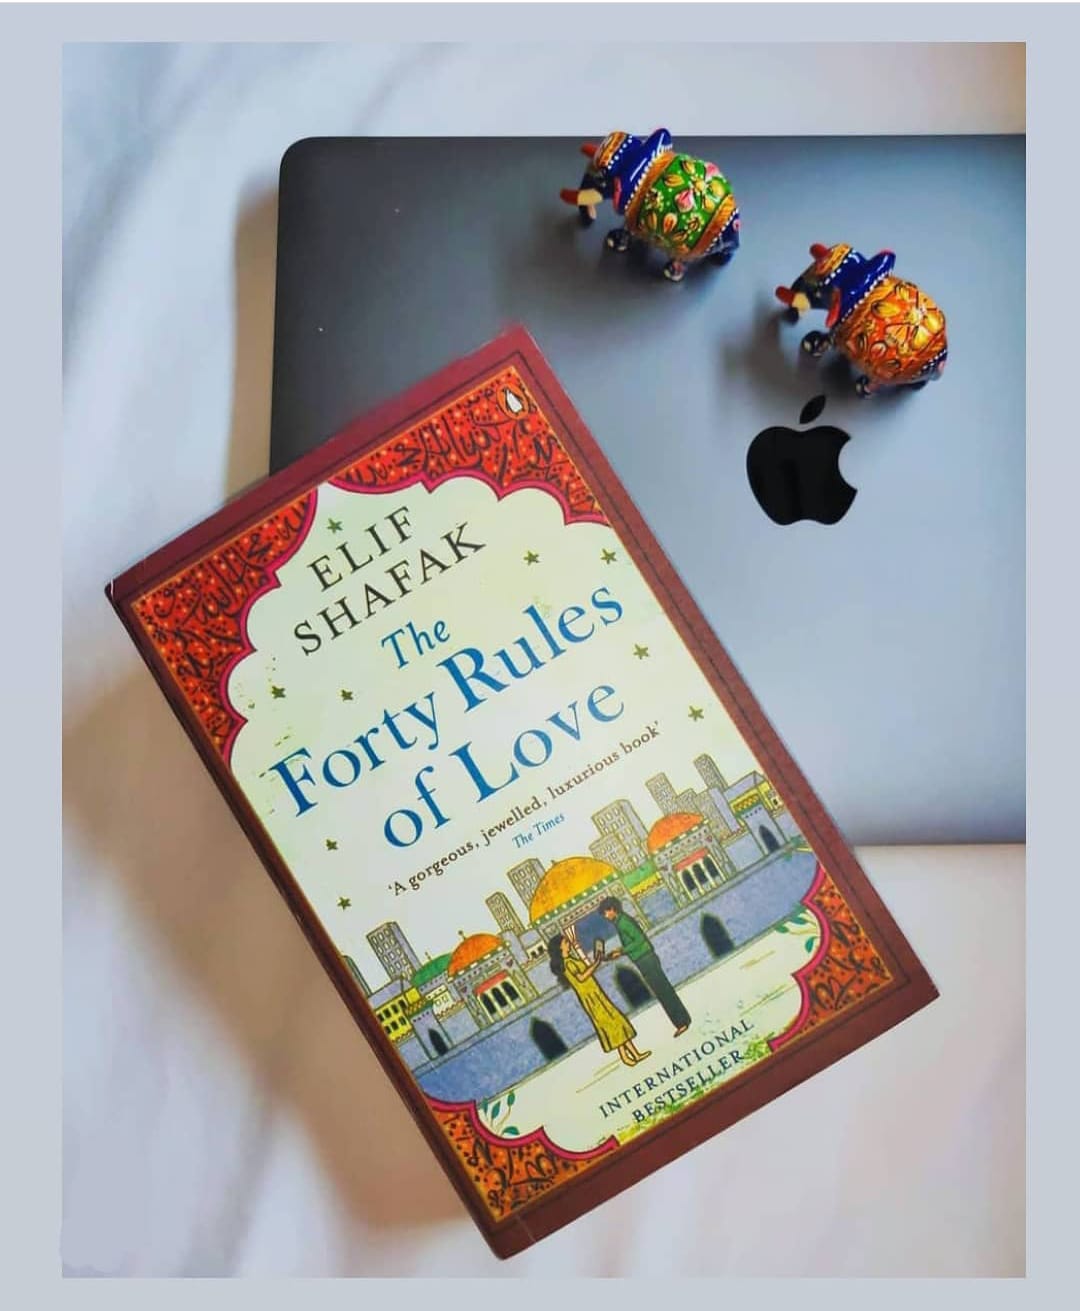 ELIF
SHAFAK
The
Forty Rules
of Love
‘A gorgeous, jewelled, luxurious book’
The Times
INTERNATIONAL
BESTSELLER